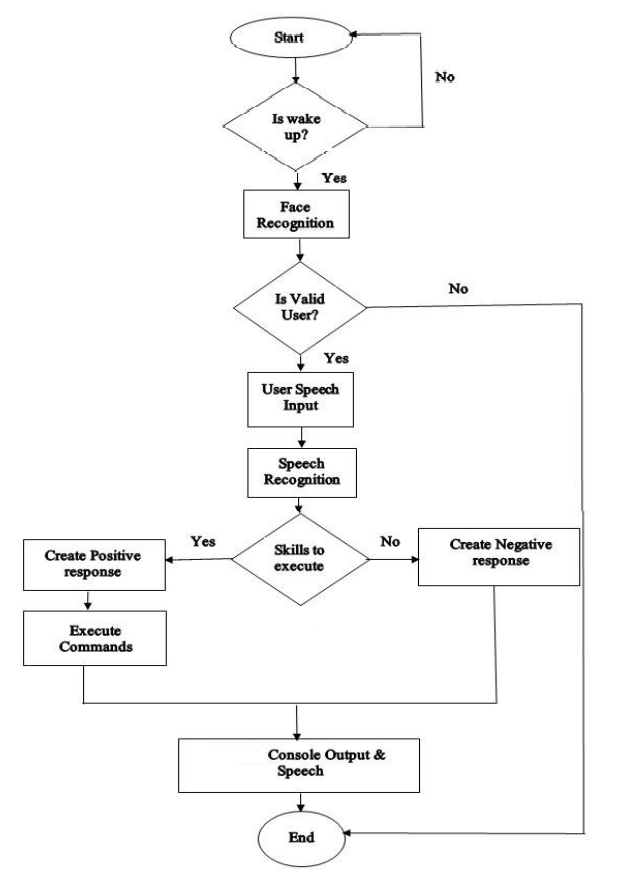 Start
No
Is wake
up?
Yes
Face
Recognition
Is Valid
User?
No
Yes
User Speech
Input
Speech
Recognition
Yes
Skills to
execute
No
Create Positive
response
Create Negative
response
Execute
Commands
Console Output &
Speech
End